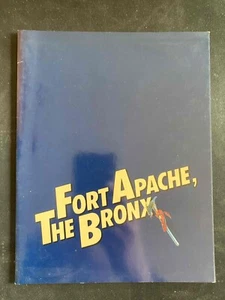 FORT APACHE,
THE BRONX